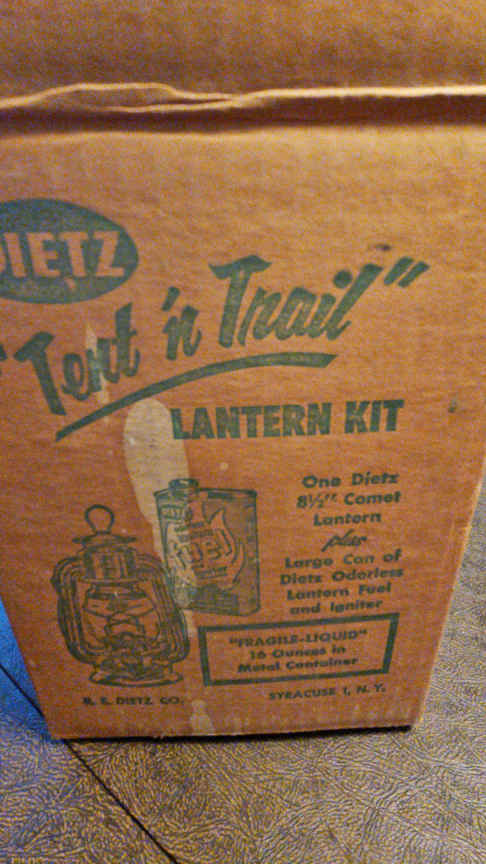 DIETZ
"Tent 'n Trail"
LANTERN KIT
One Dietz
8½" Comet
Lantern
plus
Large Can of
Dietz Odorless
Lantern Fuel
and Igniter
Fuel
"FRAGILE-LIQUID"
16 Ounces in
Metal Container
R. E. DIETZ CO.
SYRACUSE 1, N. Y.